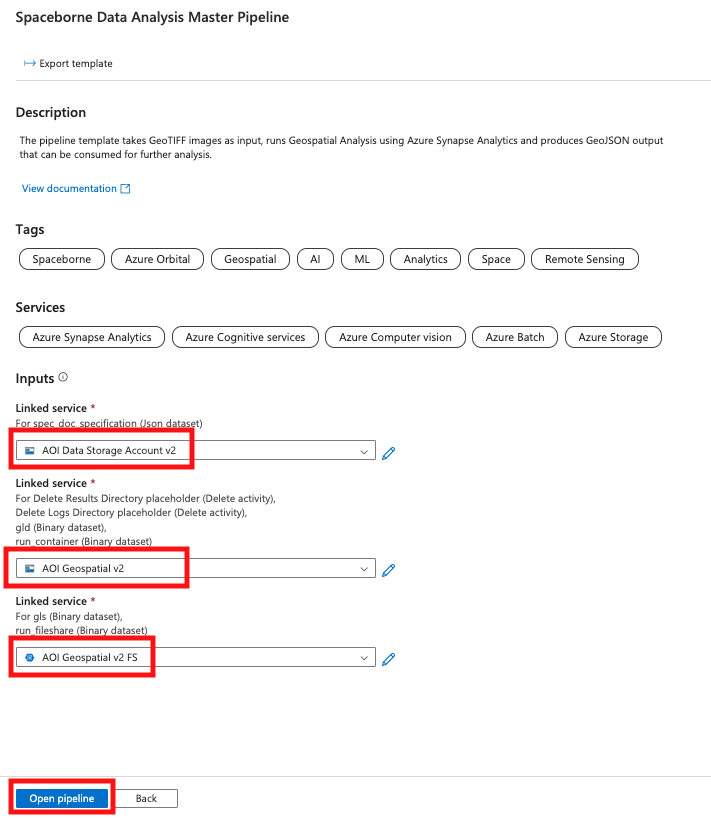 Spaceborne Data Analysis Master Pipeline
Export template
Description
The pipeline template takes GeoTIFF images as input, runs Geospatial Analysis using Azure Synapse Analytics and produces GeoJSON output
that can be consumed for further analysis.
View documentation
Tags
Spaceborne Azure Orbital Geospatial AI ML Analytics Space Remote Sensing
Services
Azure Synapse Analytics Azure Cognitive services Azure Computer vision Azure Batch Azure Storage
Inputs
Linked service *
For spec_doc_specification (Json dataset)
AOI Data Storage Account v2
Linked service *
For Delete Results Directory placeholder (Delete activity),
Delete Logs Directory placeholder (Delete activity),
gld (Binary dataset),
run_container (Binary dataset)
AOI Geospatial v2
Linked service *
For gls (Binary dataset),
run_fileshare (Binary dataset)
AOI Geospatial v2 FS
Open pipeline Back